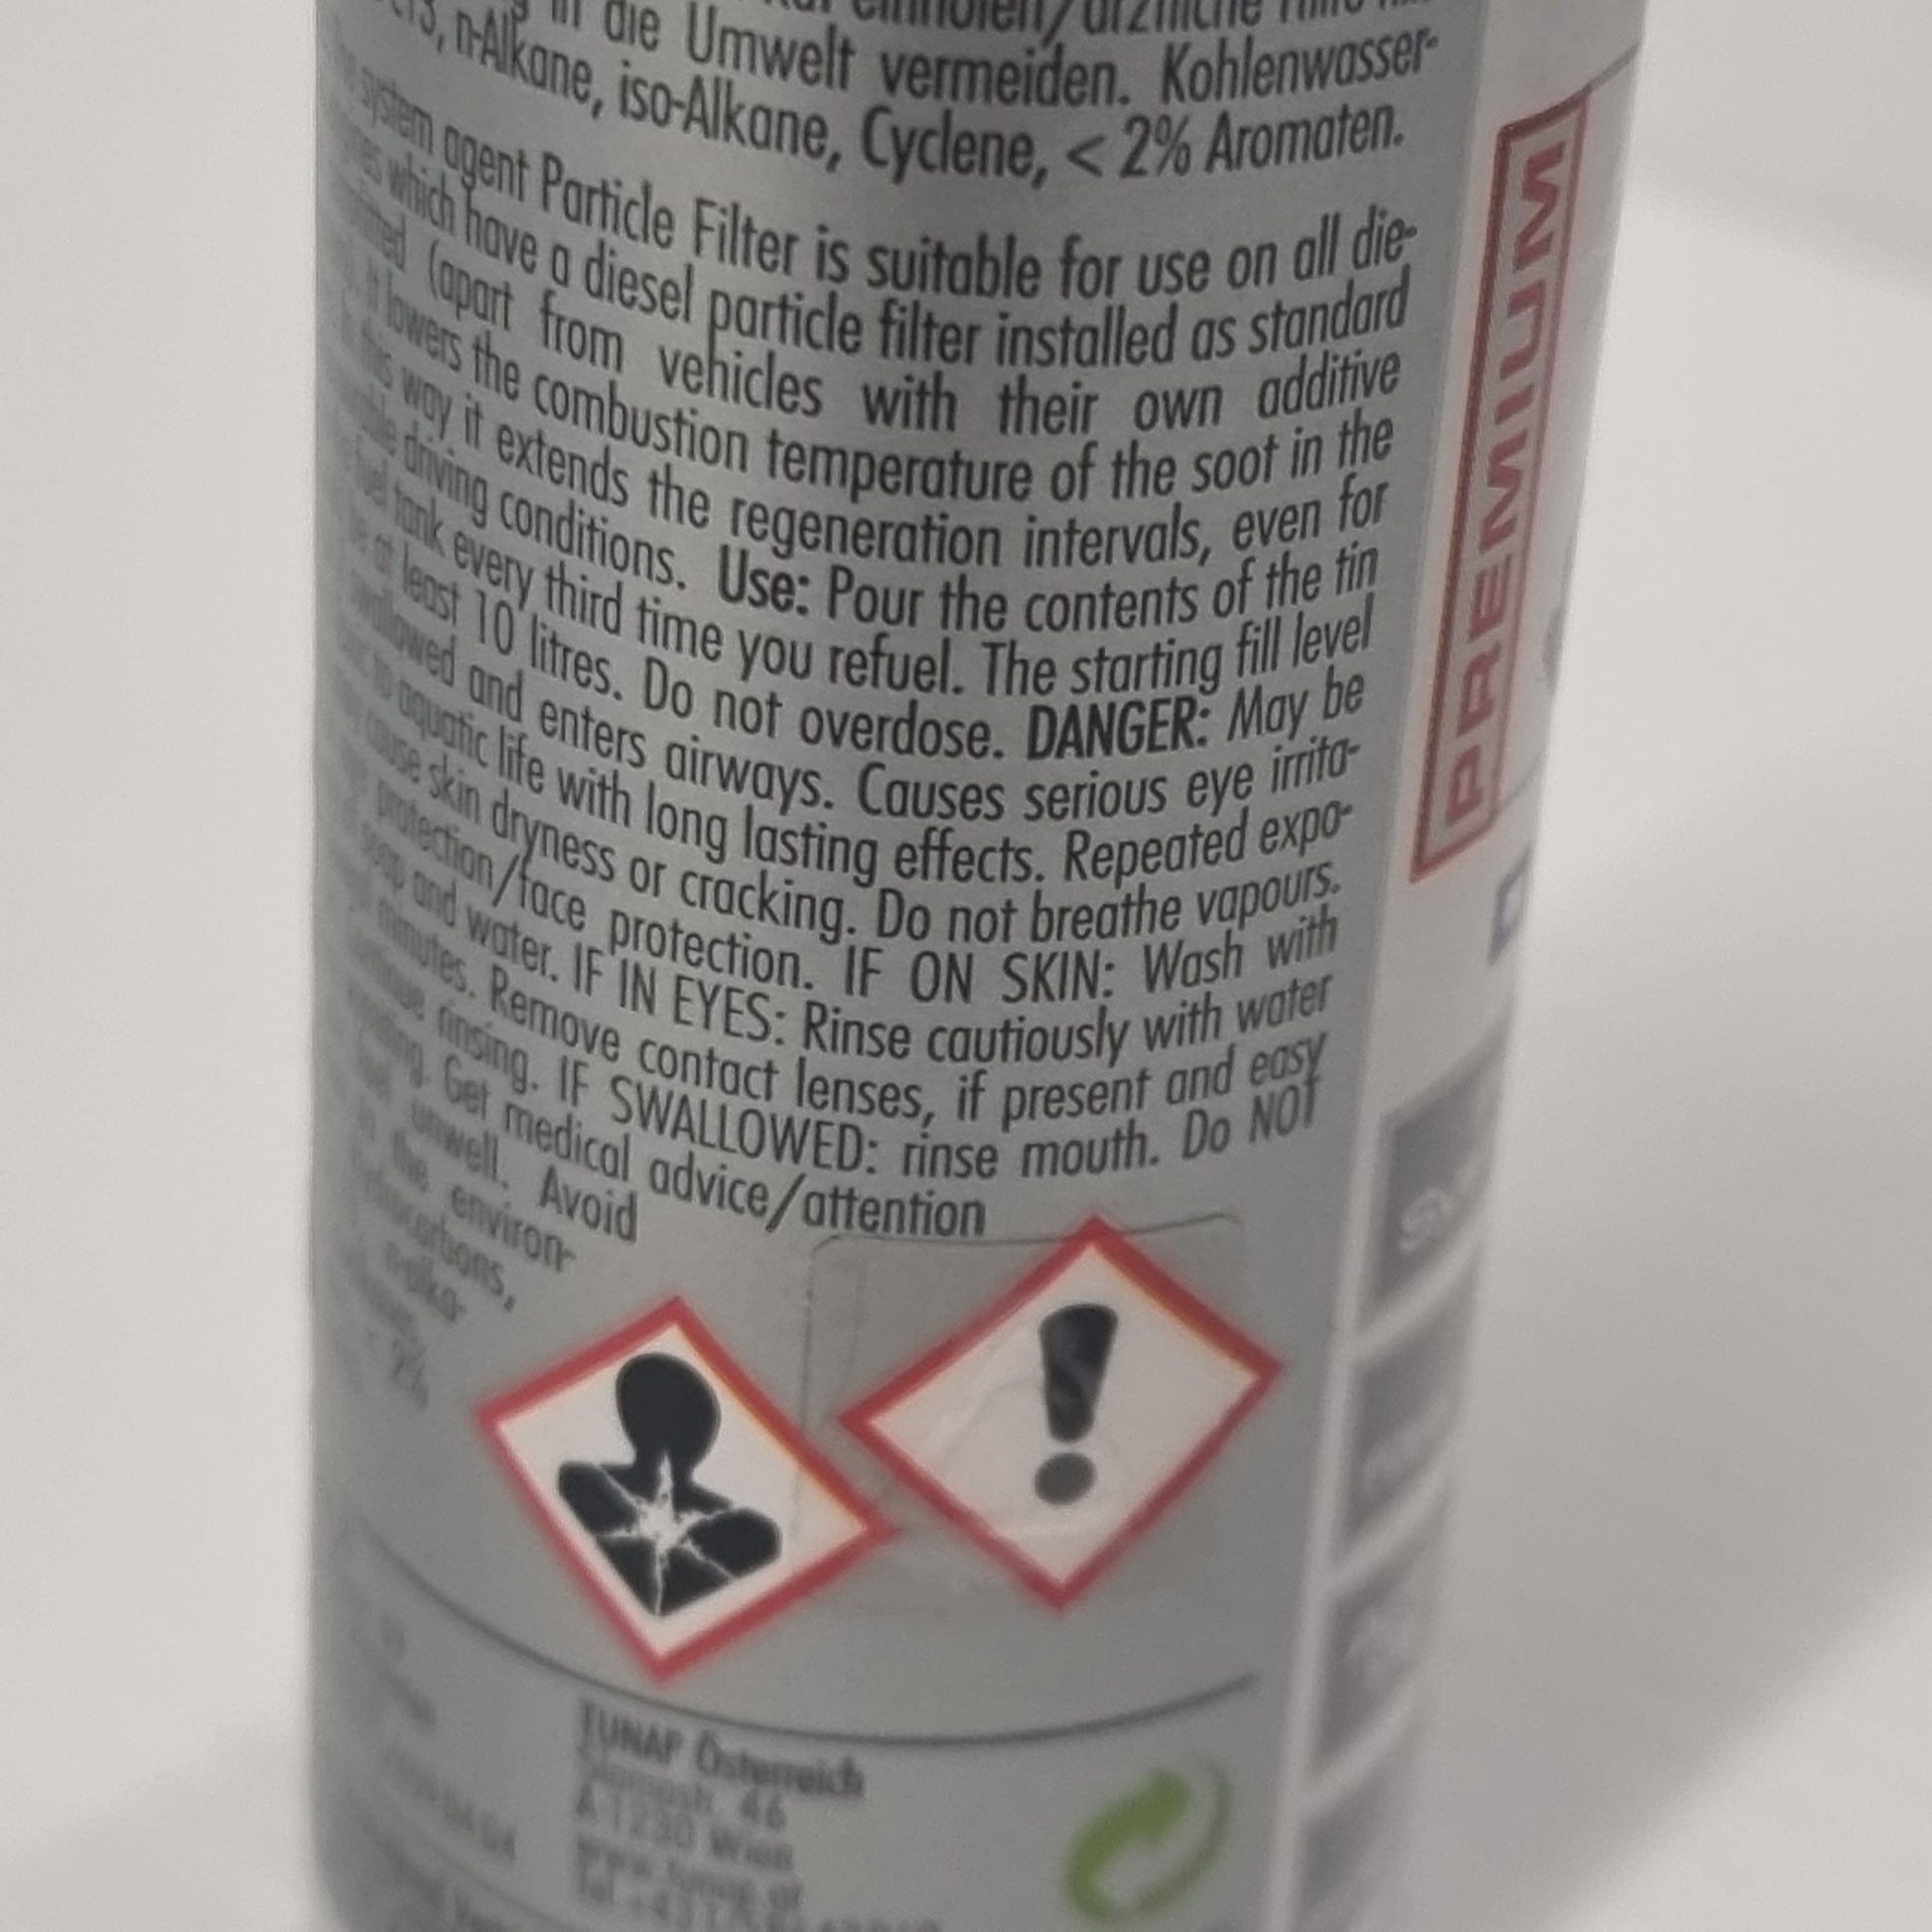 in die Umwelt vermeiden. Kohlenwasser-
n-Alkane, iso-Alkane, Cyclene, < 2% Aromaten.
system agent Particle Filter is suitable for use on all die-
which have a diesel particle filter installed as standard
(apart from vehicles with their own additive
It lowers the combustion temperature of the soot in the
this way it extends the regeneration intervals, even for
driving conditions. Use: Pour the contents of the tin
fuel tank every third time you refuel. The starting fill level
be at least 10 litres. Do not overdose. DANGER: May be
swallowed and enters airways. Causes serious eye irrita-
to aquatic life with long lasting effects. Repeated expo-
cause skin dryness or cracking. Do not breathe vapours.
protection/face protection. IF ON SKIN: Wash with
soap and water. IF IN EYES: Rinse cautiously with water
minutes. Remove contact lenses, if present and easy
Continue rinsing. IF SWALLOWED: rinse mouth. Do NOT
Get medical advice/attention
unwell. Avoid
the environ-
< 2%
PREMIUM
Österreich
46
A-1230 Wien